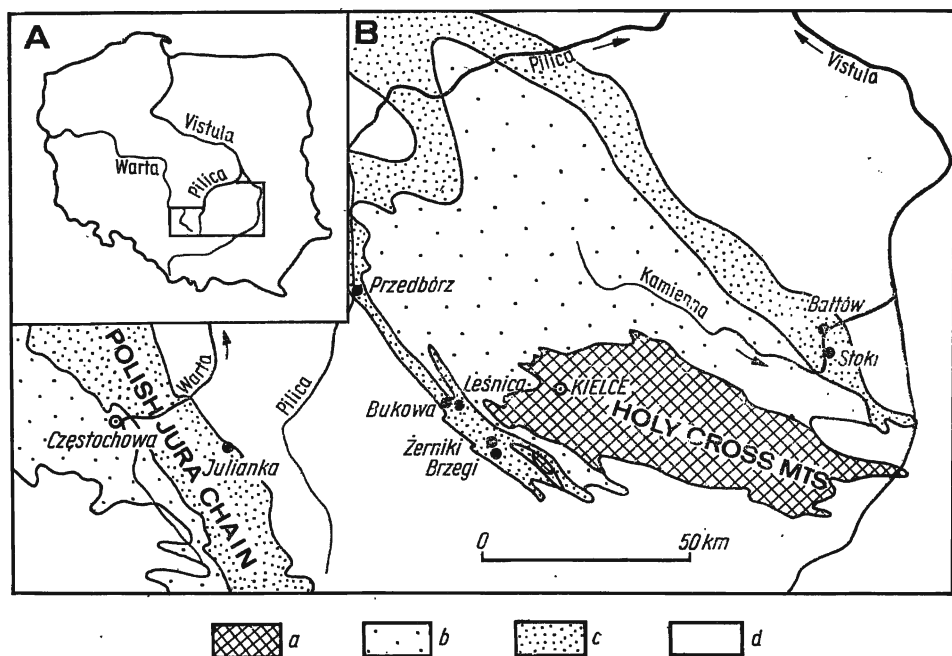 A
Vistula
Warta
Pilica
B
Pilica
Vistula
Przedbórz
Kamienna
Bałtów
Stoki
Leśnica
KIELCE
Bukowa
HOLY CROSS MTS
Żerniki
Brzegi
POLISH JURA CHAIN
Warta
Pilica
Częstochowa
Julianka
0 50 km
a b c d